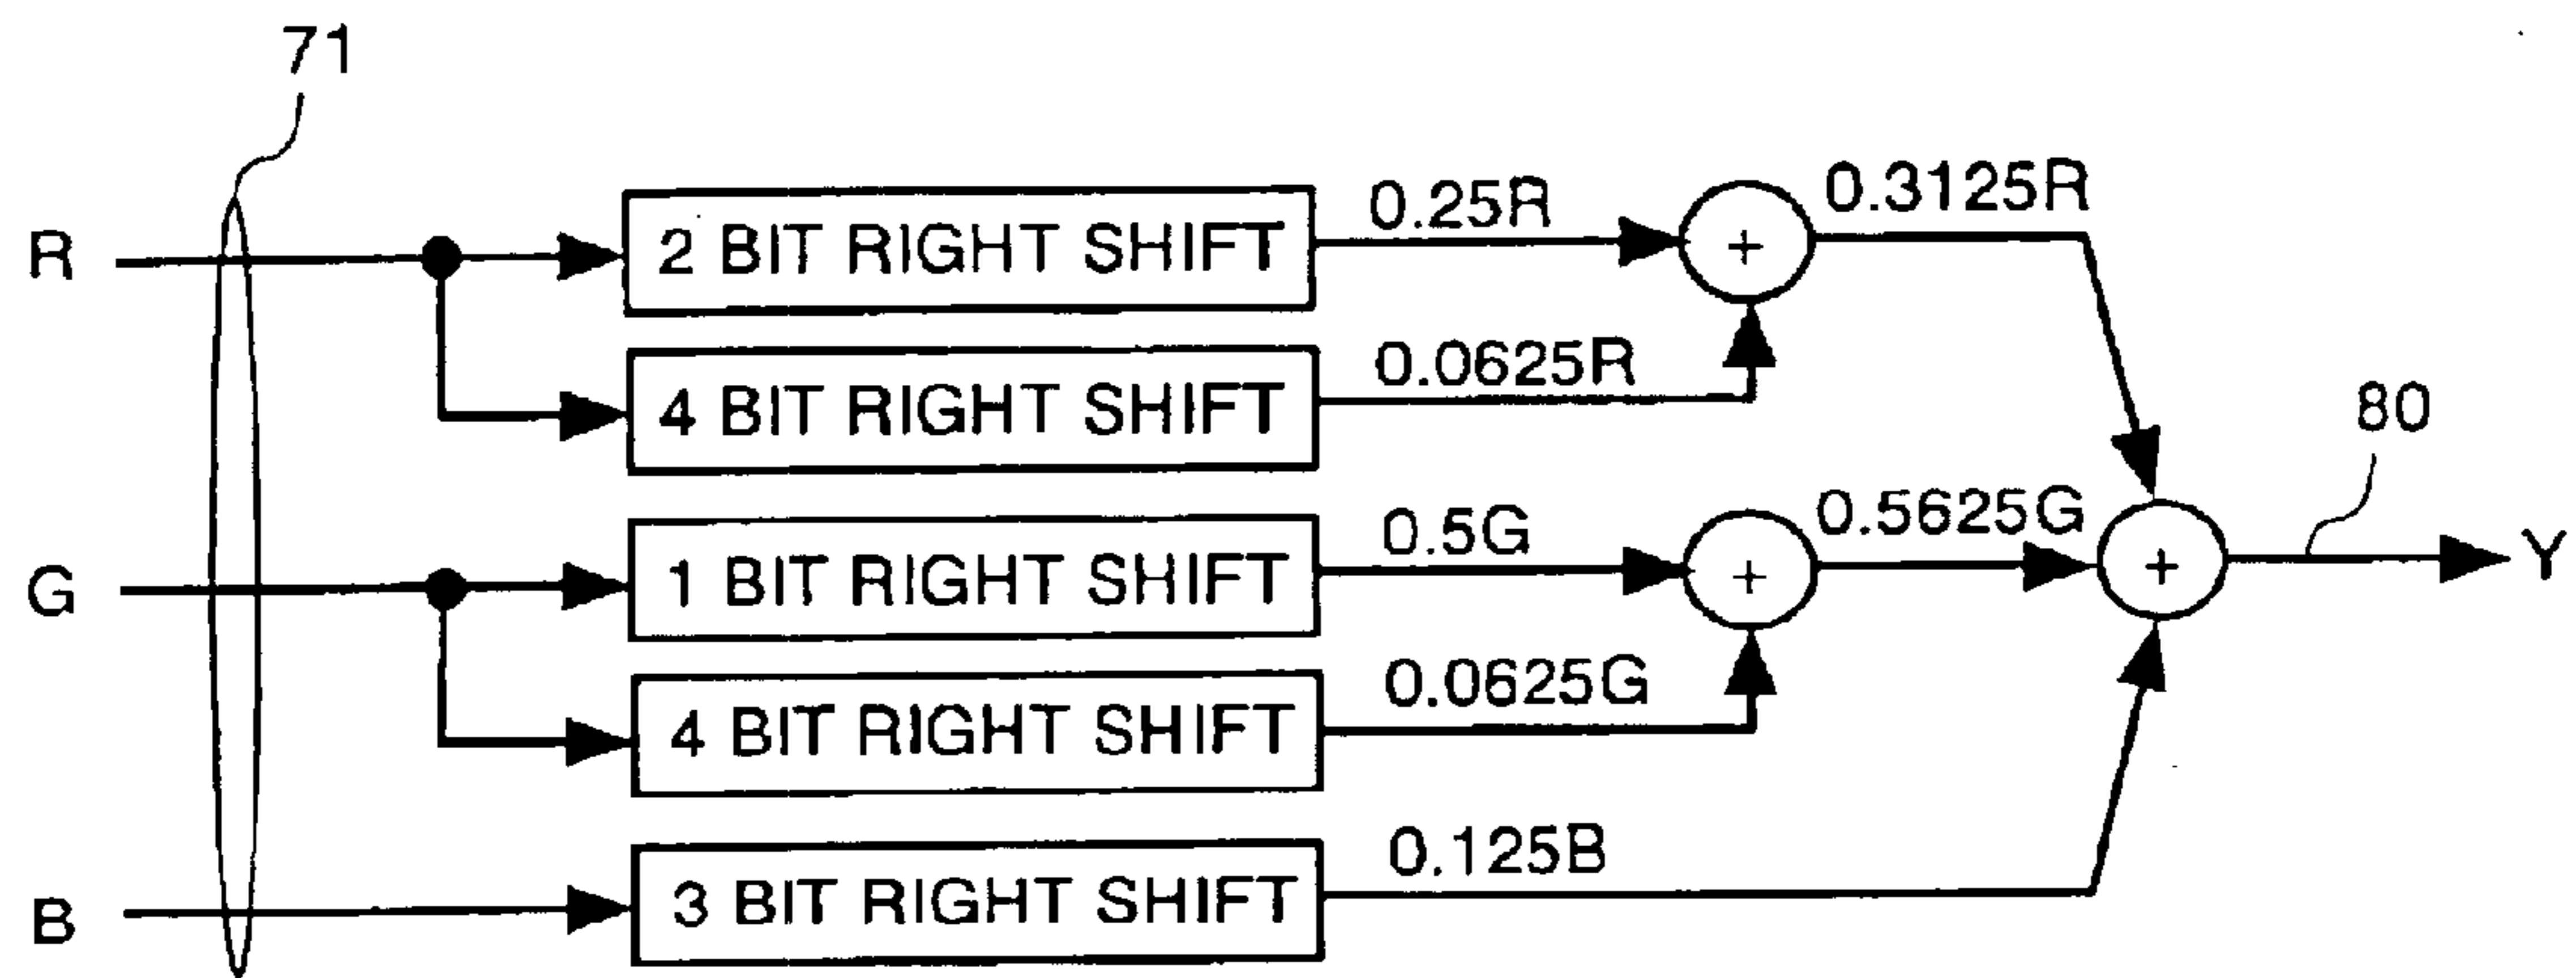 71
R
2 BIT RIGHT SHIFT
0.25R
+
0.3125R
4 BIT RIGHT SHIFT
0.0625R
80
G
1 BIT RIGHT SHIFT
0.5G
+
0.5625G
+
Y
4 BIT RIGHT SHIFT
0.0625G
B
3 BIT RIGHT SHIFT
0.125B